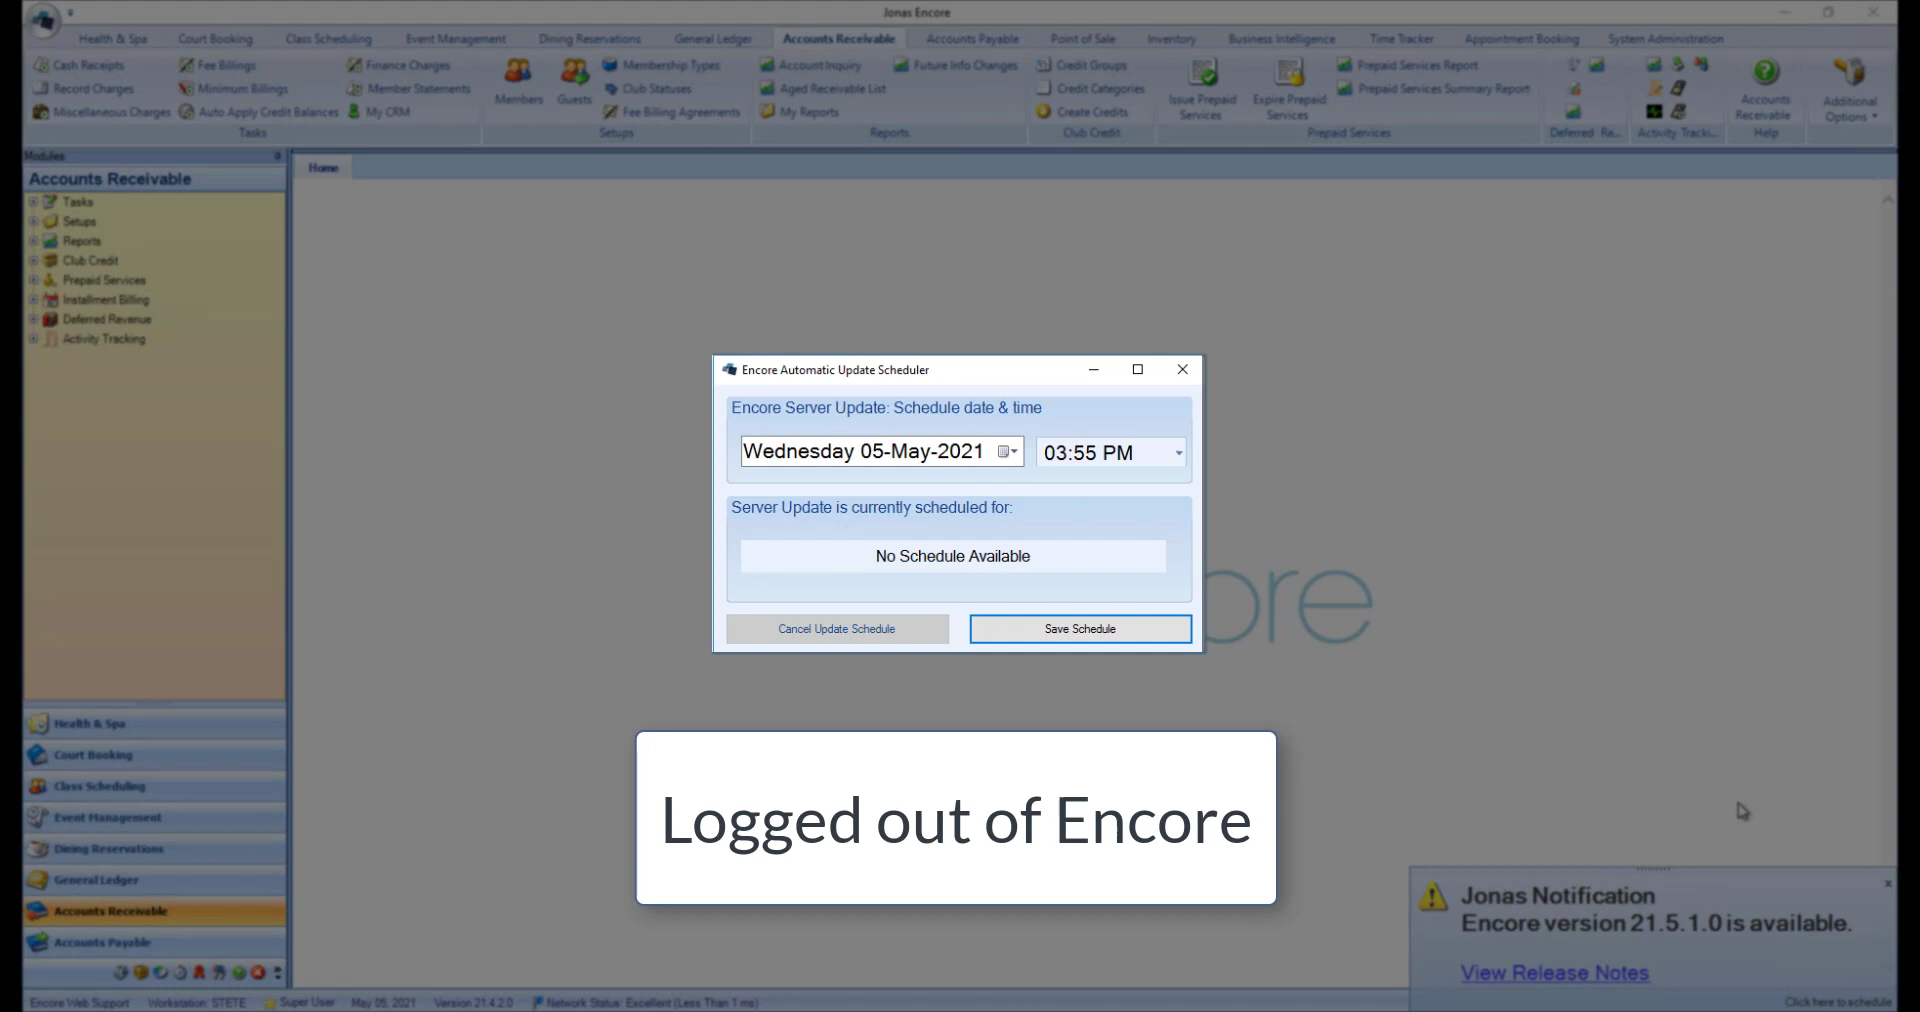 Jonas Encore
Health & Spa
Court Booking
Class Scheduling
Event Management
Dining Reservations
General Ledger
Accounts Receivable
Accounts Payable
Point of Sale
Inventory
Business Intelligence
Time Tracker
Appointment Booking
System Administration
Cash Receipts
Fee Billings
Finance Charges
Record Charges
Minimum Billings
Member Statements
Miscellaneous Charges
Auto Apply Credit Balances
My CRM
Tasks
Members
Guests
Membership Types
Club Statuses
Fee Billing Agreements
Setups
Account Inquiry
Future Info Changes
Aged Receivable List
My Reports
Reports
Credit Groups
Credit Categories
Create Credits
Club Credit
Issue Prepaid
Services
Expire Prepaid
Services
Prepaid Services Report
Prepaid Services Summary Report
Prepaid Services
Deferred Re...
Activity Tracki...
Accounts
Receivable
Help
Additional
Options
Modules
Accounts Receivable
Tasks
Setups
Reports
Club Credit
Prepaid Services
Installment Billing
Deferred Revenue
Activity Tracking
Home
Encore Automatic Update Scheduler
Encore Server Update: Schedule date & time
Wednesday 05-May-2021
03:55 PM
Server Update is currently scheduled for:
No Schedule Available
Cancel Update Schedule
Save Schedule
ore
Logged out of Encore
Health & Spa
Court Booking
Class Scheduling
Event Management
Dining Reservations
General Ledger
Accounts Receivable
Accounts Payable
Jonas Notification
Encore version 21.5.1.0 is available.
View Release Notes
Click here to schedule
Encore Web Support
Workstation: STETE
Super User
May 05, 2021
Version 21.4.2.0
Network Status: Excellent (Less Than 1 ms)